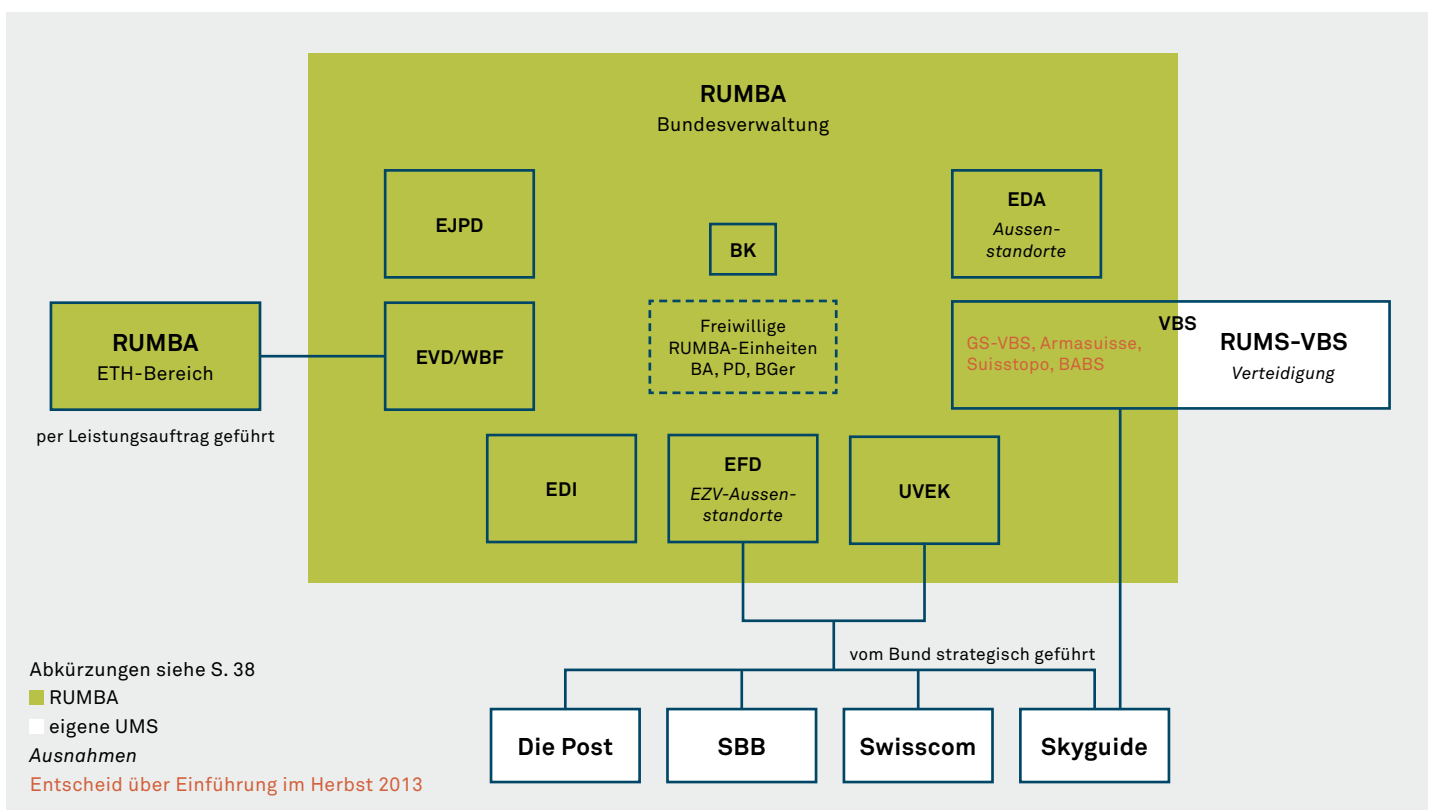 RUMBA
Bundesverwaltung
EJPD
BK
EDA
Aussen-
standorte
RUMBA
ETH-Bereich
per Leistungsauftrag geführt
EVD/WBF
Freiwillige
RUMBA-Einheiten
BA, PD, BGer
VBS
GS-VBS, Armasuisse,
Suisstopo, BABS
RUMS-VBS
Verteidigung
EDI
EFD
EZV-Aussen-
standorte
UVEK
vom Bund strategisch geführt
Die Post
SBB
Swisscom
Skyguide
Abkürzungen siehe S. 38
RUMBA
eigene UMS
Ausnahmen
Entscheid über Einführung im Herbst 2013